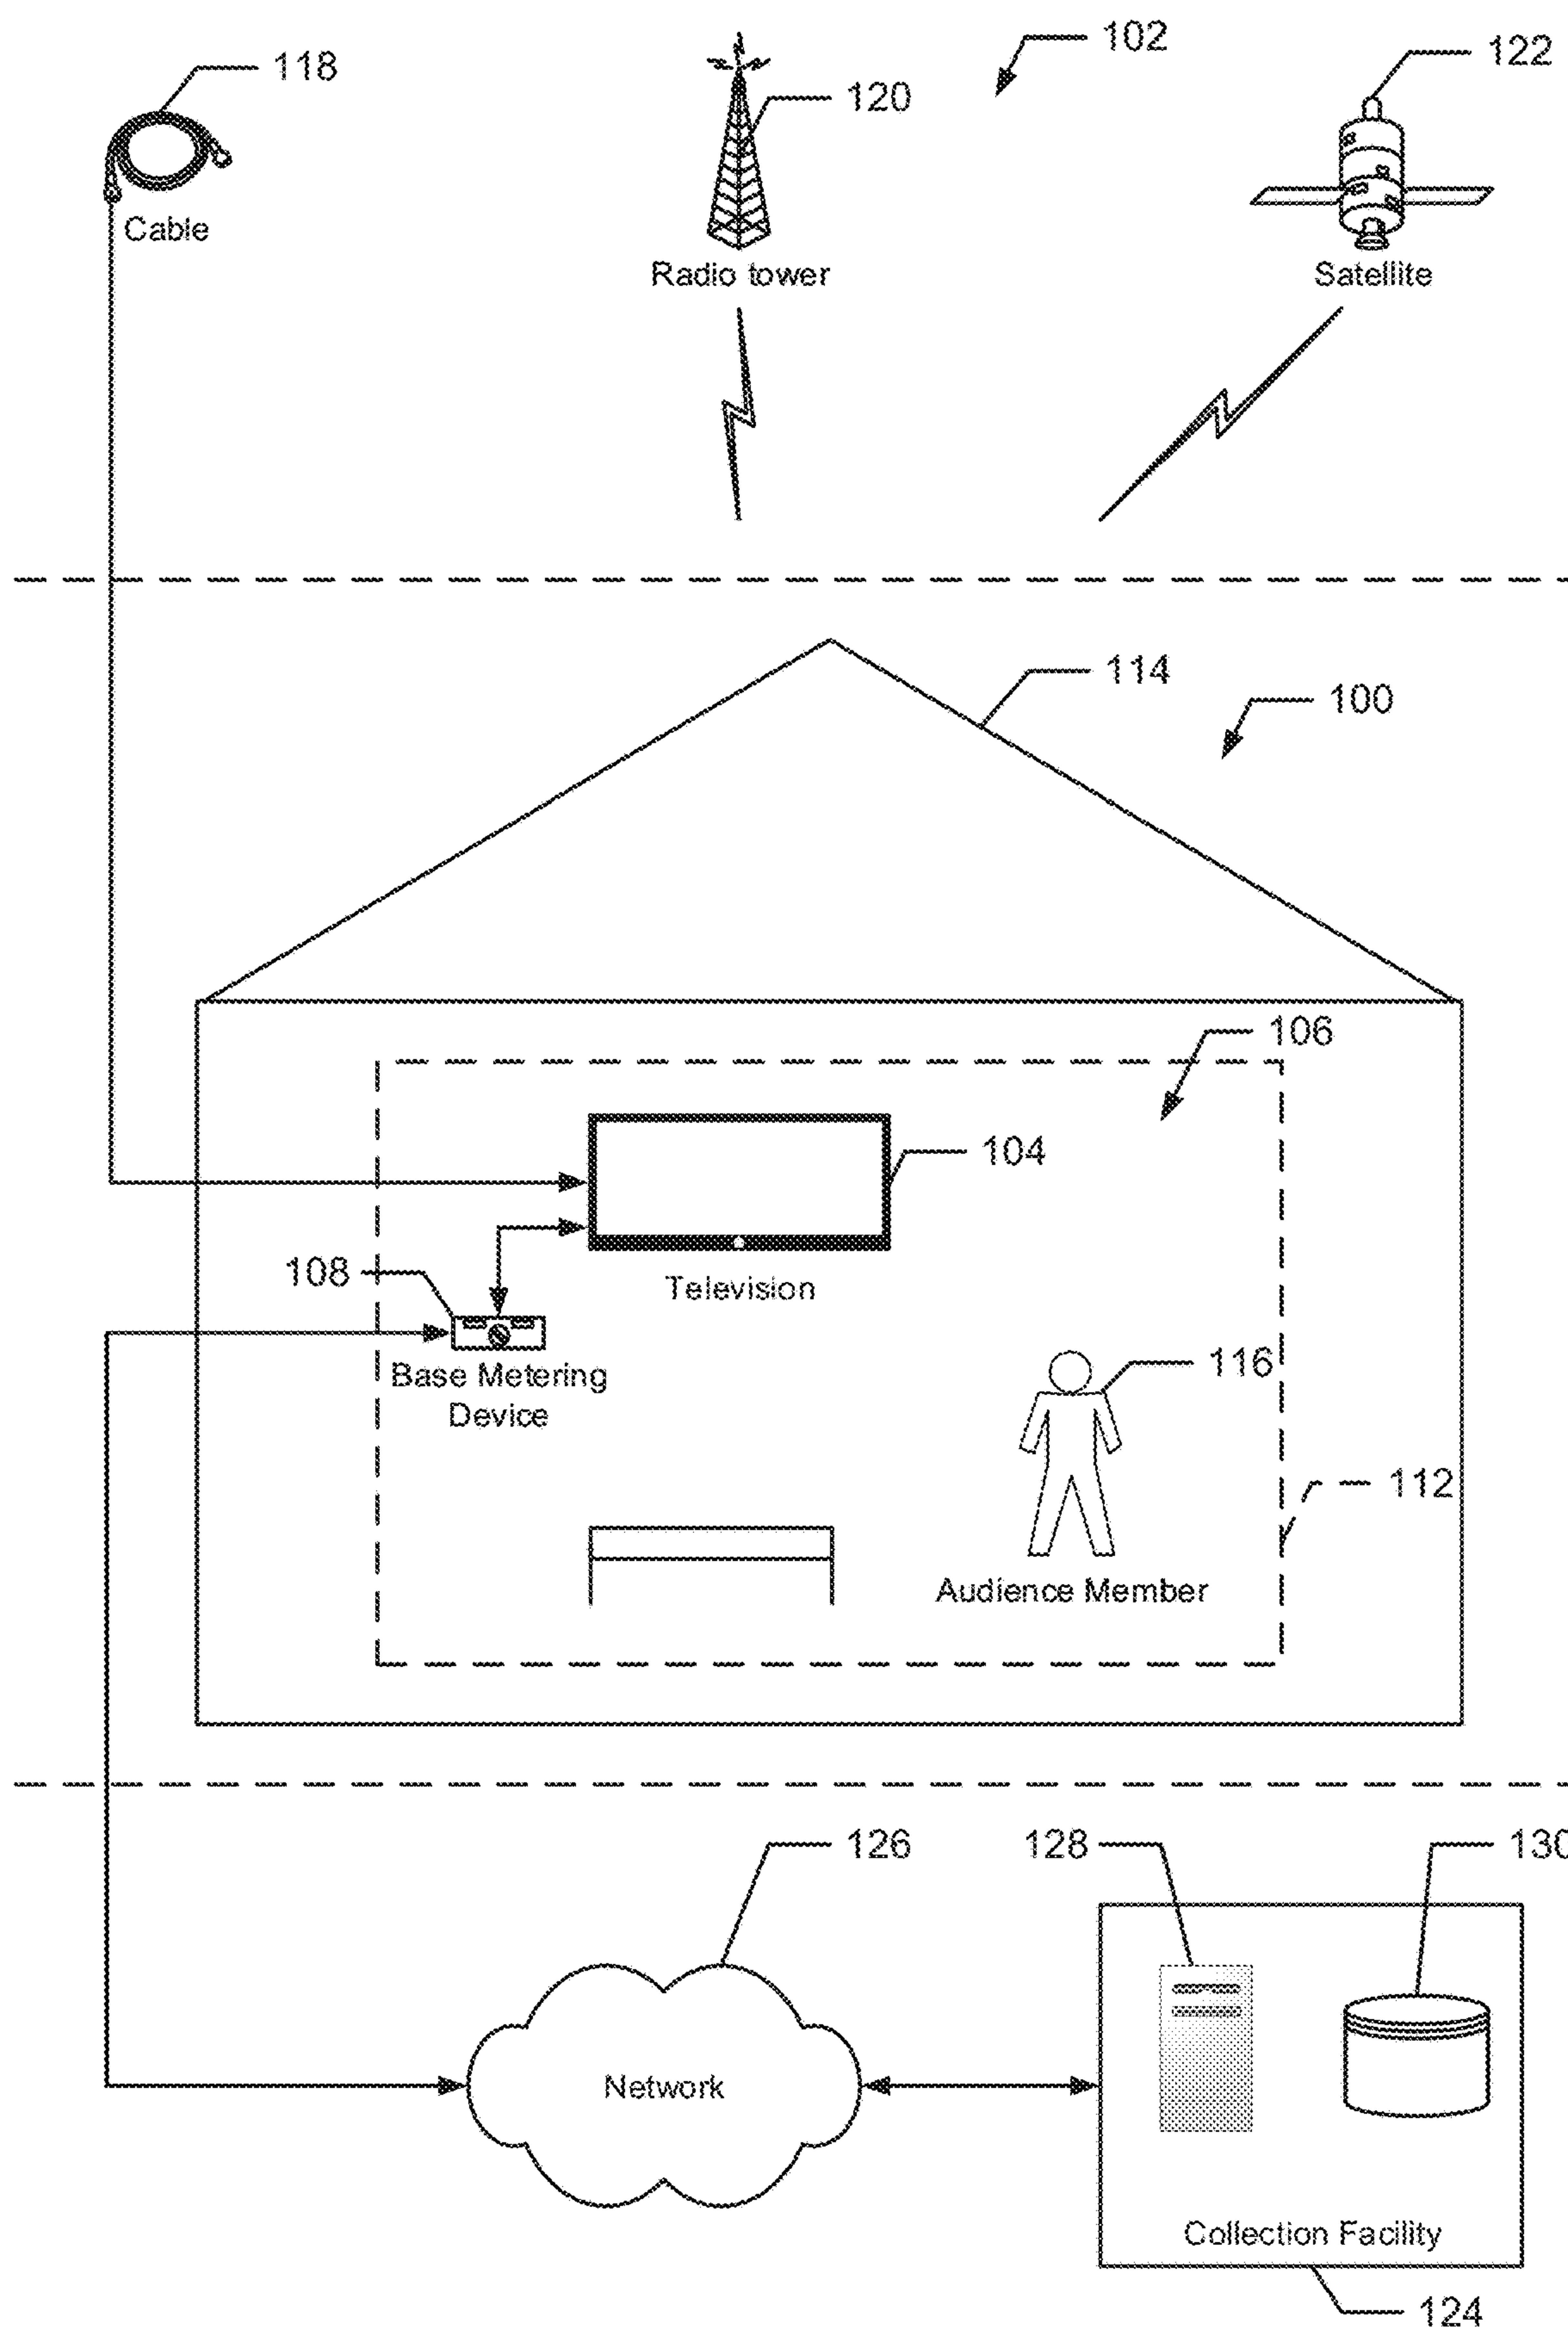 102
118
120
122
Cable
Radio tower
Satellite
114
100
106
104
108
Television
Base Metering
Device
116
112
Audience Member
126
128
130
Network
Collection Facility
124